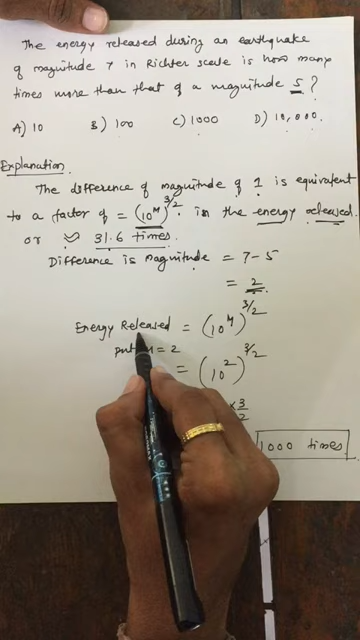 The energy released during an earthquake
of magnitude 7 in Richter scale is how many
times more than that of a magnitude 5?
A) 10 B) 100 C) 1000 D) 10,000.
Explanation
The difference of magnitude of 1 is equivalent
to a factor of = (10^M)^3/2. in the energy released.
or ≈ 31.6 times.
Difference is magnitude = 7-5
= 2
Energy Released = (10^M)^3/2
put M = 2
= (10^2)^3/2
× 3/2
1000 times